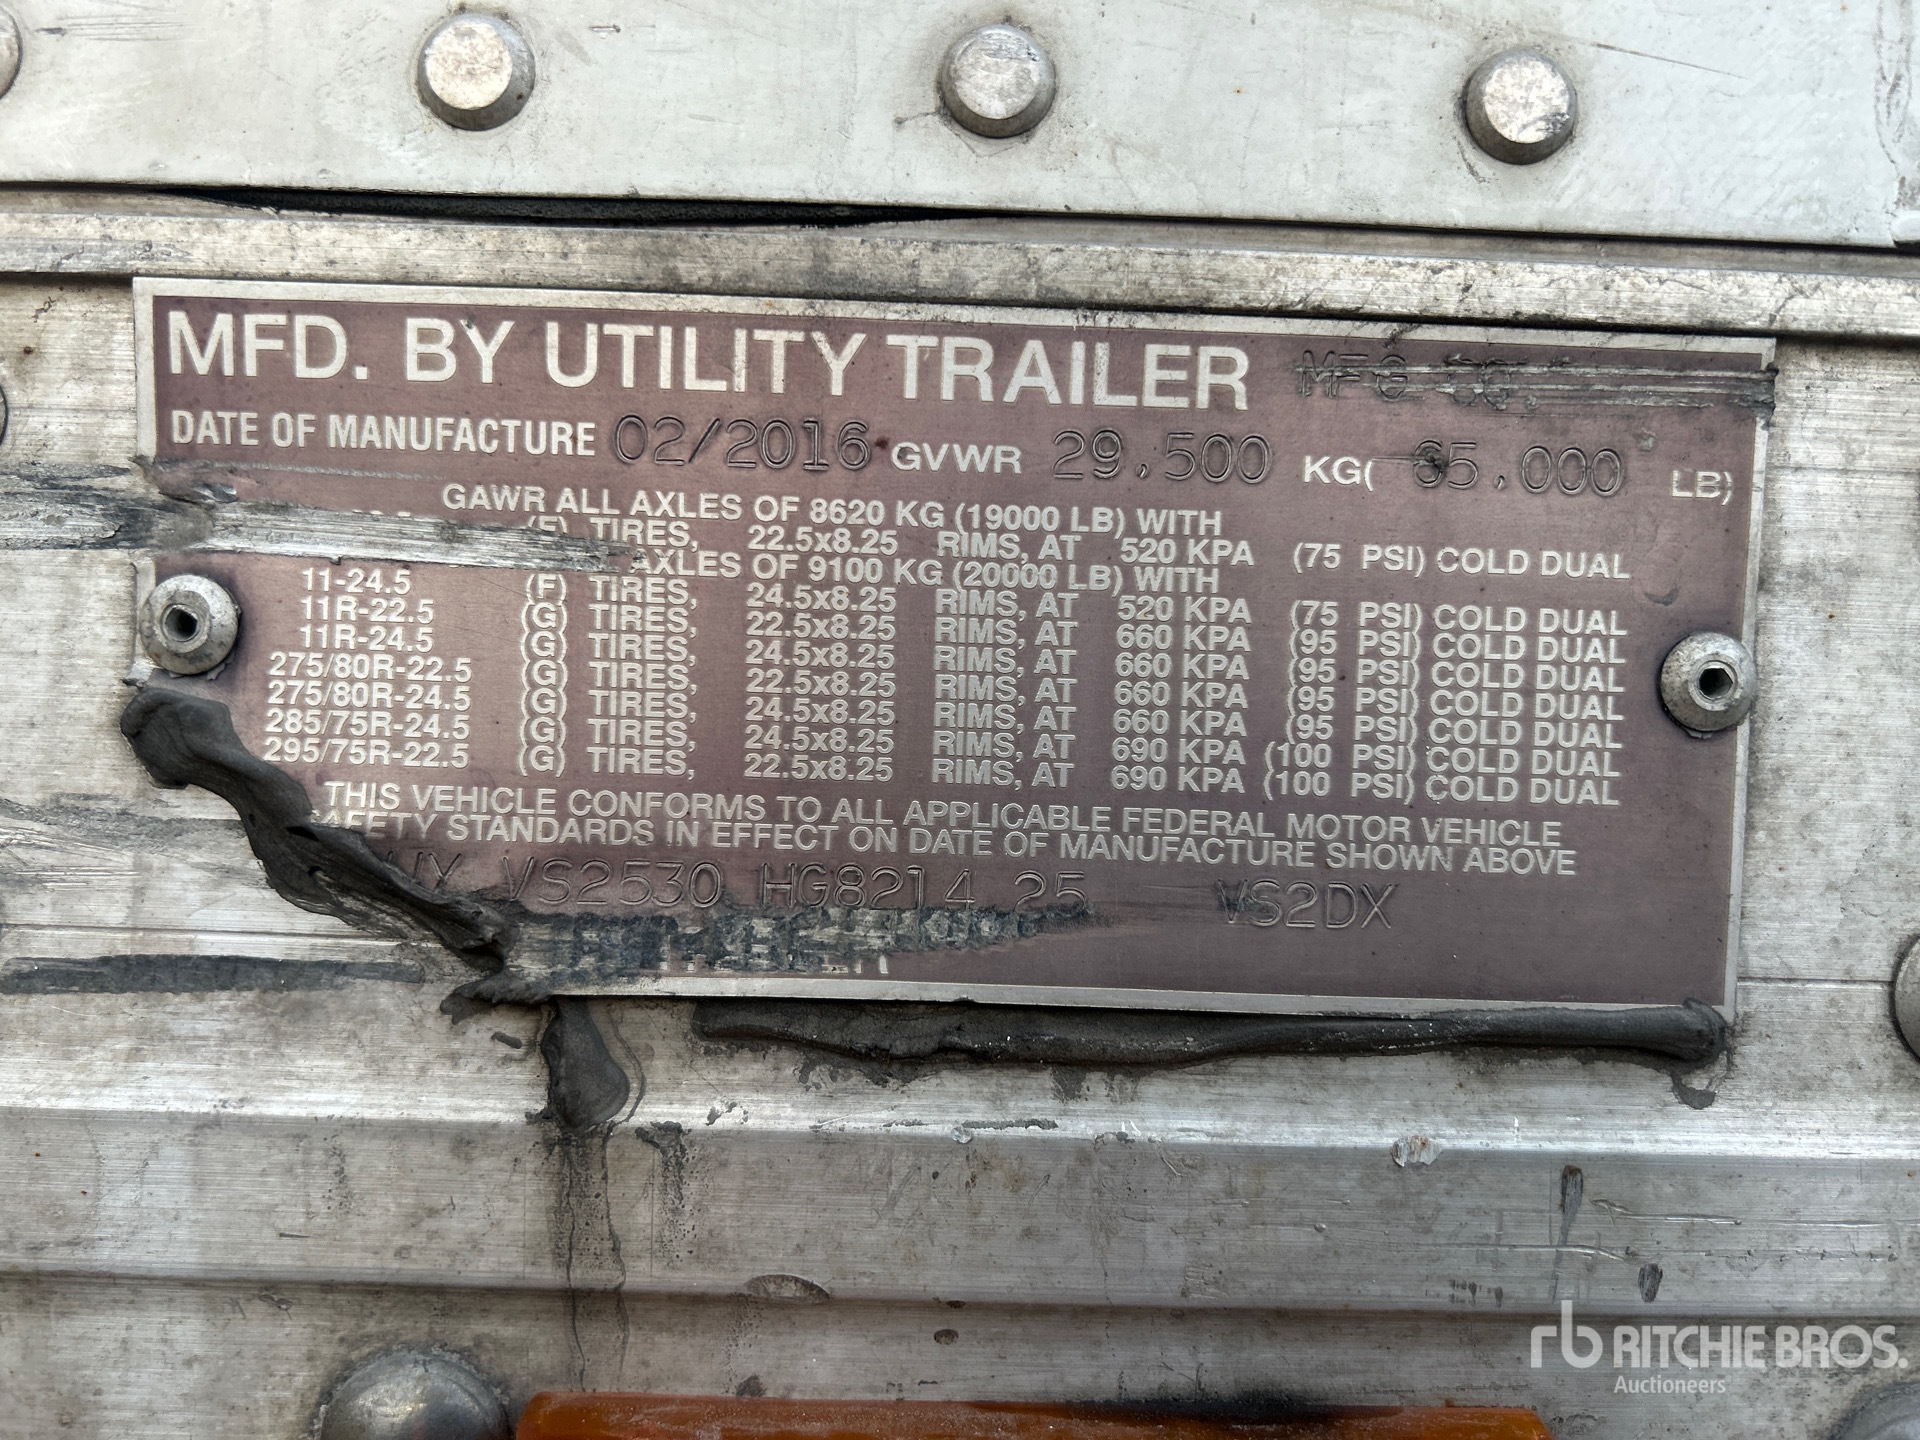 MFD. BY UTILITY TRAILER MFG CO.
DATE OF MANUFACTURE 02/2016 GVWR 29,500 KG( 65,000 LB)
GAWR ALL AXLES OF 8620 KG (19000 LB) WITH
(F) TIRES, 22.5x8.25 RIMS, AT 520 KPA (75 PSI) COLD DUAL
AXLES OF 9100 KG (20000 LB) WITH
11-24.5 (F) TIRES, 24.5x8.25 RIMS, AT 520 KPA (75 PSI) COLD DUAL
11R-22.5 (G) TIRES, 22.5x8.25 RIMS, AT 660 KPA (95 PSI) COLD DUAL
11R-24.5 (G) TIRES, 24.5x8.25 RIMS, AT 660 KPA (95 PSI) COLD DUAL
275/80R-22.5 (G) TIRES, 22.5x8.25 RIMS, AT 660 KPA (95 PSI) COLD DUAL
275/80R-24.5 (G) TIRES, 24.5x8.25 RIMS, AT 660 KPA (95 PSI) COLD DUAL
285/75R-24.5 (G) TIRES, 24.5x8.25 RIMS, AT 690 KPA (100 PSI) COLD DUAL
295/75R-22.5 (G) TIRES, 22.5x8.25 RIMS, AT 690 KPA (100 PSI) COLD DUAL
THIS VEHICLE CONFORMS TO ALL APPLICABLE FEDERAL MOTOR VEHICLE
SAFETY STANDARDS IN EFFECT ON DATE OF MANUFACTURE SHOWN ABOVE
VS2530 HG8214 25 VS2DX
rb RITCHIE BROS.
Auctioneers